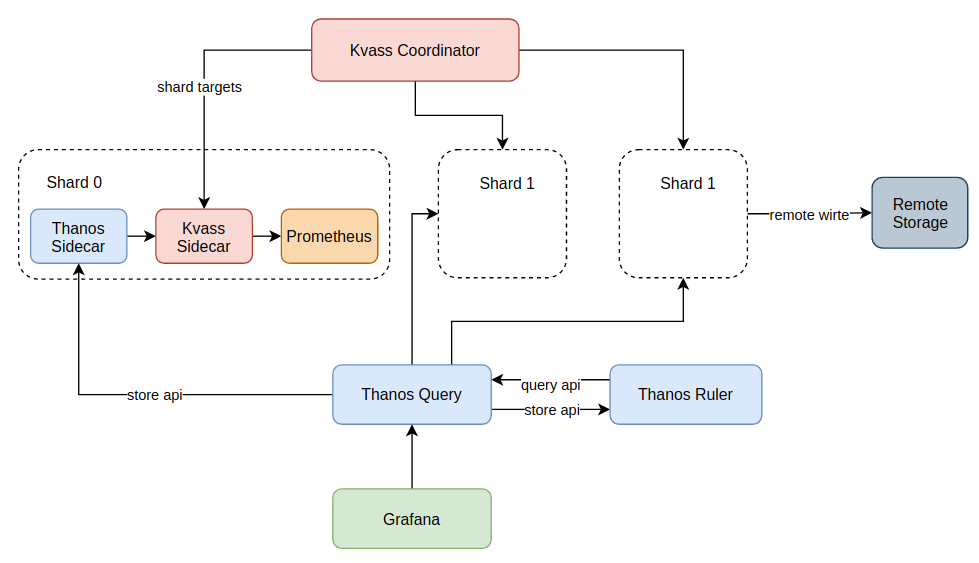 Kvass Coordinator
shard targets
Shard 0
Shard 1
Shard 1
Thanos
Sidecar
Kvass
Sidecar
Prometheus
remote wirte
Remote
Storage
store api
Thanos Query
query api
store api
Thanos Ruler
Grafana